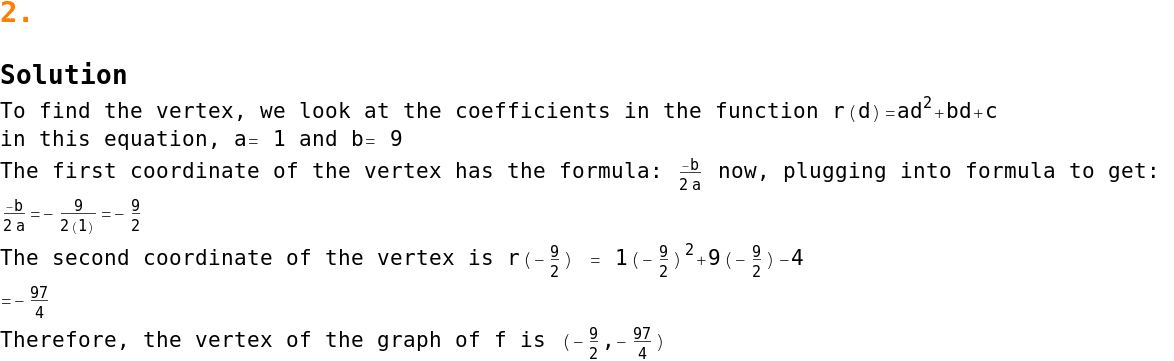 2.
Solution
To find the vertex, we look at the coefficients in the function r(d)=ad²+bd+c
in this equation, a= 1 and b= 9
The first coordinate of the vertex has the formula: \frac{-b}{2 a} now, plugging into formula to get:
\frac{-b}{2 a}=-\frac{9}{2(1)}=-\frac{9}{2}
The second coordinate of the vertex is r(-\frac{9}{2}) = 1(-\frac{9}{2})²+9(-\frac{9}{2})-4
=-\frac{97}{4}
Therefore, the vertex of the graph of f is (-\frac{9}{2},-\frac{97}{4})